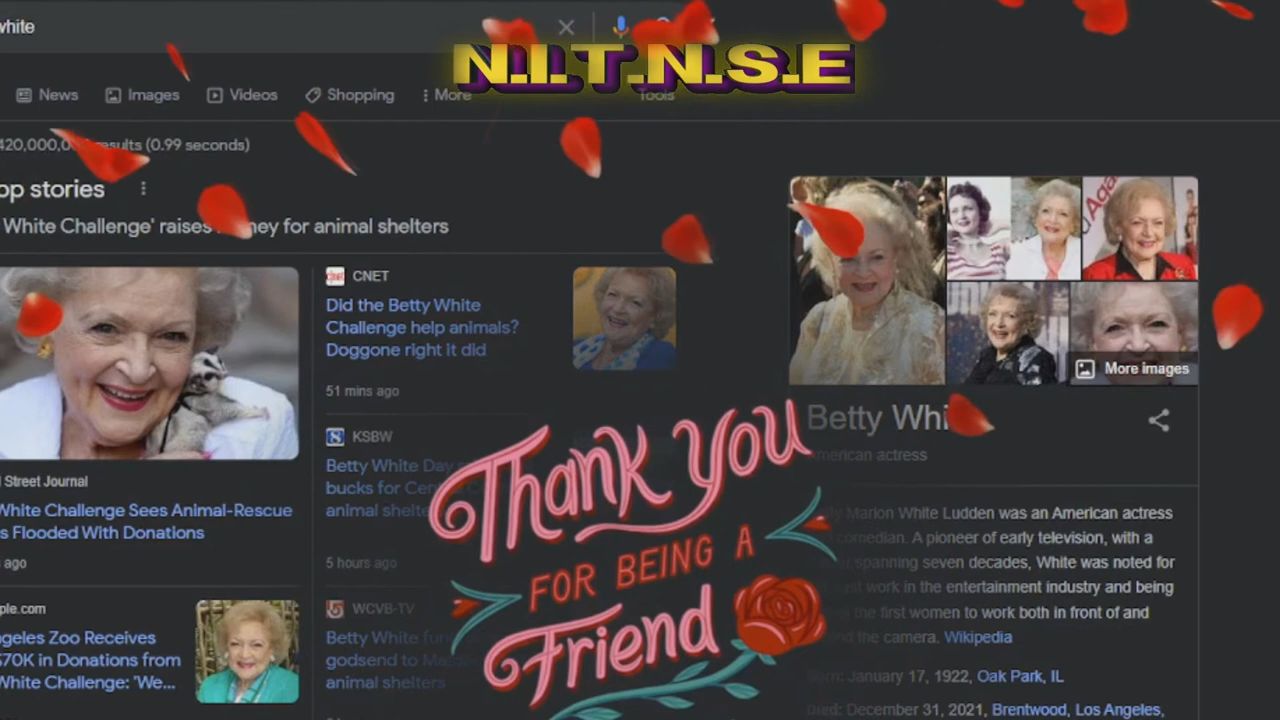 white
N.I.T.N.S.E
News Images Videos Shopping More Tools
results (0.99 seconds)
op stories
White Challenge' raises money for animal shelters
CNET
Did the Betty White
Challenge help animals?
Doggone right it did
51 mins ago
KSBW
Betty White Day
bucks for
animal
5 hours ago
WCVB-TV
Betty White
godsend to
animal shelters
Street Journal
White Challenge Sees Animal-Rescue
s Flooded With Donations
ago
ple.com
ngeles Zoo Receives
$70K in Donations from
White Challenge: 'We...
Thank You
FOR BEING A
Friend
More images
Betty Whi
American actress
Marion White Ludden was an American actress
comedian. A pioneer of early television, with a
spanning seven decades, White was noted for
work in the entertainment industry and being
the first women to work both in front of and
the camera. Wikipedia
January 17, 1922, Oak Park, IL
Died: December 31, 2021, Brentwood, Los Angeles,